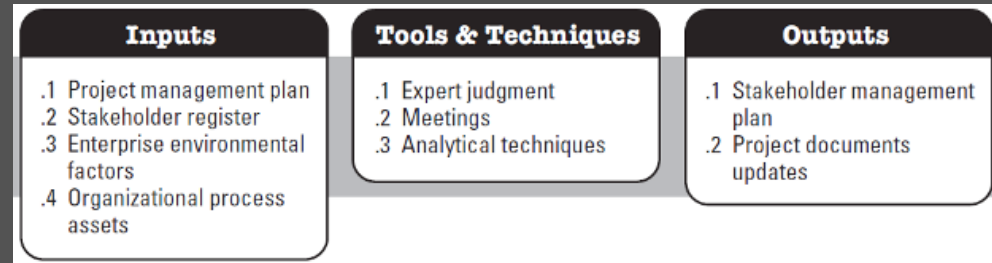 Inputs
.1 Project management plan
.2 Stakeholder register
.3 Enterprise environmental
factors
.4 Organizational process
assets
Tools & Techniques
.1 Expert judgment
.2 Meetings
.3 Analytical techniques
Outputs
.1 Stakeholder management
plan
.2 Project documents
updates